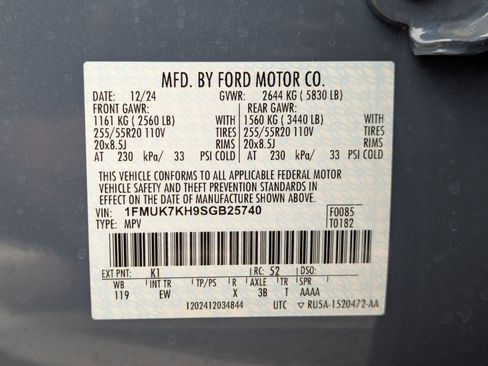 MFD. BY FORD MOTOR CO.
DATE: 12/24 GVWR: 2644 KG ( 5830 LB)
FRONT GAWR: REAR GAWR:
1161 KG ( 2560 LB) WITH 1560 KG ( 3440 LB) WITH
255/55R20 110V TIRES 255/55R20 110V TIRES
20x8.5J RIMS 20x8.5J RIMS
AT 230 kPa/ 33 PSI COLD AT 230 kPa/ 33 PSI COLD
THIS VEHICLE CONFORMS TO ALL APPLICABLE FEDERAL MOTOR
VEHICLE SAFETY AND THEFT PREVENTION STANDARDS IN
EFFECT ON THE DATE OF MANUFACTURE SHOWN ABOVE.
VIN: 1FMUK7KH9SGB25740 F0085
TYPE: MPV T0182
EXT PNT: K1 RC: 52 DSO:
WB INT TR TP/PS R AXLE TR SPR
119 EW X 3B T AAAA
1202412034844 UTC ▽ RU5A-1520472-AA